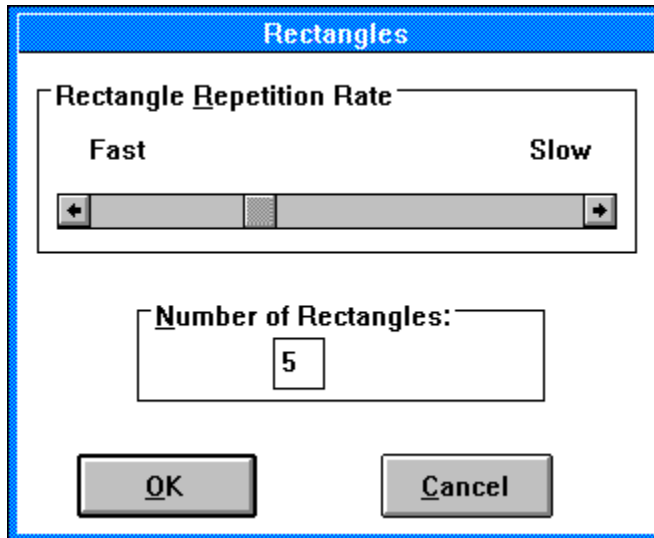 Rectangles
Rectangle Repetition Rate
Fast Slow
Number of Rectangles:
5
OK Cancel